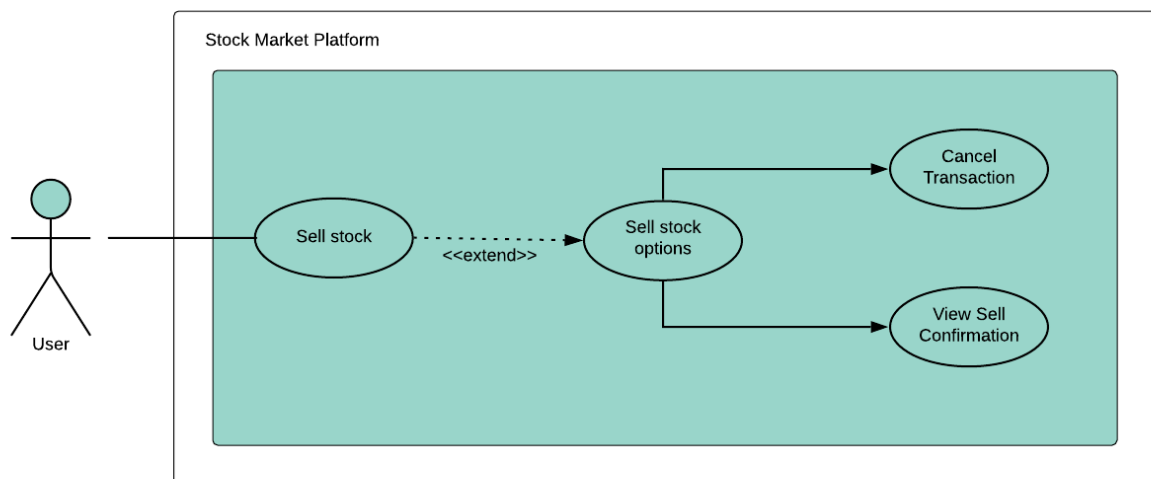 Stock Market Platform
Cancel
Transaction
Sell stock
<<extend>>
Sell stock
options
View Sell
Confirmation
User